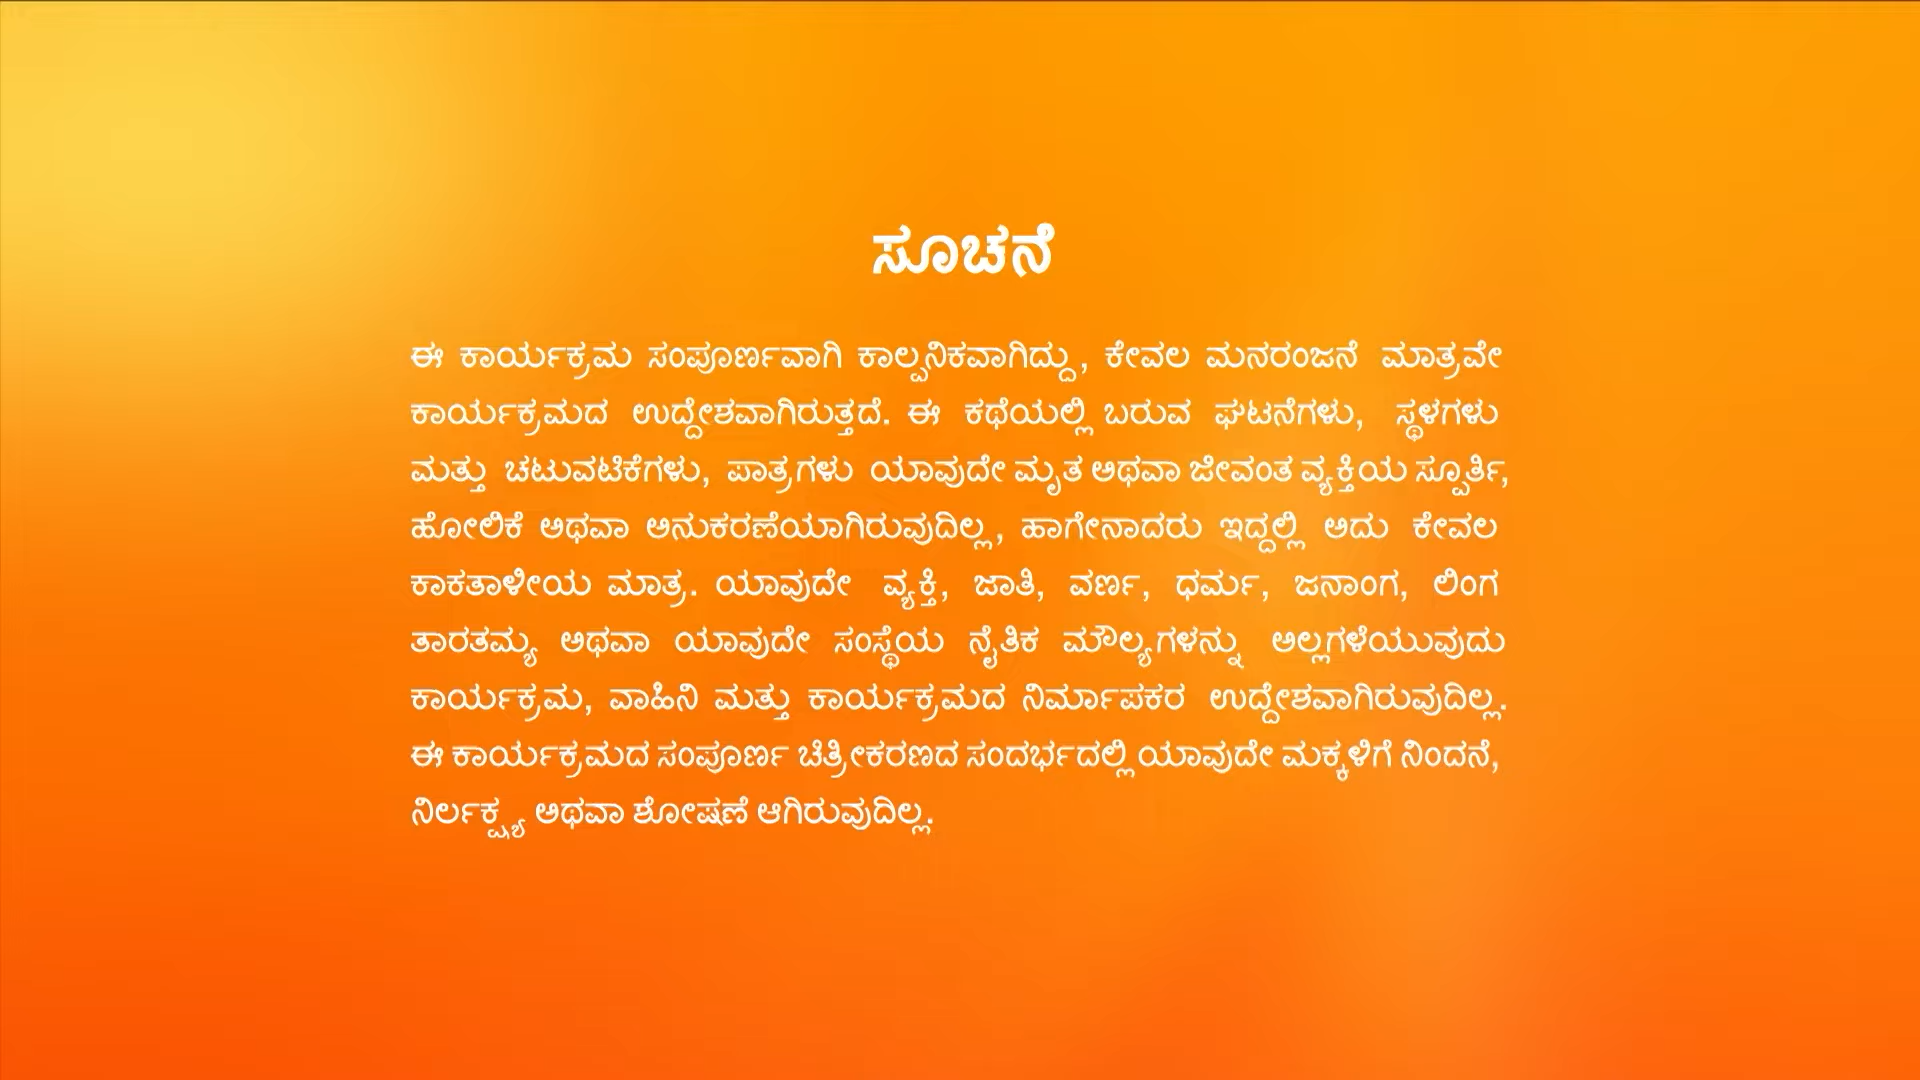 ಸೂಚನೆ
ಈ ಕಾರ್ಯಕ್ರಮ ಸಂಪೂರ್ಣವಾಗಿ ಕಾಲ್ಪನಿಕವಾಗಿದ್ದು, ಕೇವಲ ಮನರಂಜನೆ ಮಾತ್ರವೇ
ಕಾರ್ಯಕ್ರಮದ ಉದ್ದೇಶವಾಗಿರುತ್ತದೆ. ಈ ಕಥೆಯಲ್ಲಿ ಬರುವ ಘಟನೆಗಳು, ಸ್ಥಳಗಳು
ಮತ್ತು ಚಟುವಟಿಕೆಗಳು, ಪಾತ್ರಗಳು ಯಾವುದೇ ಮೃತ ಅಥವಾ ಜೀವಂತ ವ್ಯಕ್ತಿಯ ಸ್ಪೂರ್ತಿ,
ಹೋಲಿಕೆ ಅಥವಾ ಅನುಕರಣೆಯಾಗಿರುವುದಿಲ್ಲ, ಹಾಗೇನಾದರು ಇದ್ದಲ್ಲಿ ಅದು ಕೇವಲ
ಕಾಕತಾಳೀಯ ಮಾತ್ರ. ಯಾವುದೇ ವ್ಯಕ್ತಿ, ಜಾತಿ, ವರ್ಣ, ಧರ್ಮ, ಜನಾಂಗ, ಲಿಂಗ
ತಾರತಮ್ಯ ಅಥವಾ ಯಾವುದೇ ಸಂಸ್ಥೆಯ ನೈತಿಕ ಮೌಲ್ಯಗಳನ್ನು ಅಲ್ಲಗಳೆಯುವುದು
ಕಾರ್ಯಕ್ರಮ, ವಾಹಿನಿ ಮತ್ತು ಕಾರ್ಯಕ್ರಮದ ನಿರ್ಮಾಪಕರ ಉದ್ದೇಶವಾಗಿರುವುದಿಲ್ಲ.
ಈ ಕಾರ್ಯಕ್ರಮದ ಸಂಪೂರ್ಣ ಚಿತ್ರೀಕರಣದ ಸಂದರ್ಭದಲ್ಲಿ ಯಾವುದೇ ಮಕ್ಕಳಿಗೆ ನಿಂದನೆ,
ನಿರ್ಲಕ್ಷ್ಯ ಅಥವಾ ಶೋಷಣೆ ಆಗಿರುವುದಿಲ್ಲ.